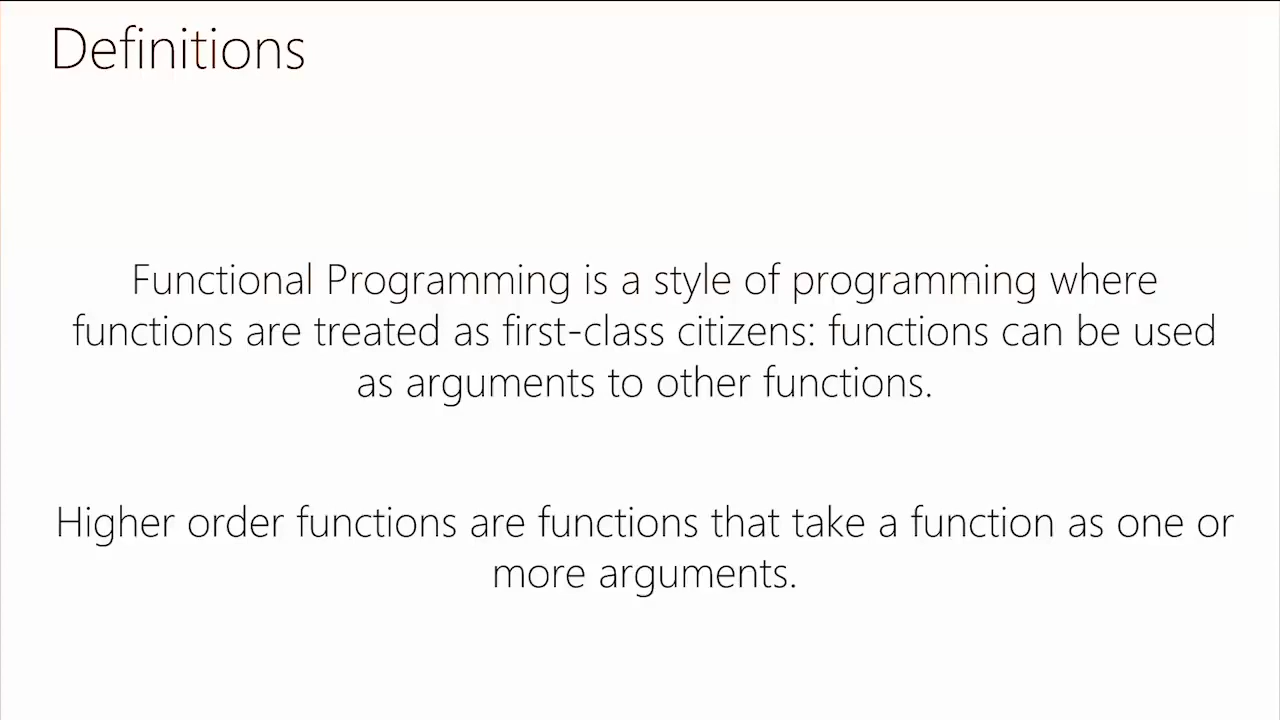 Definitions
Functional Programming is a style of programming where
functions are treated as first-class citizens: functions can be used
as arguments to other functions.
Higher order functions are functions that take a function as one or
more arguments.